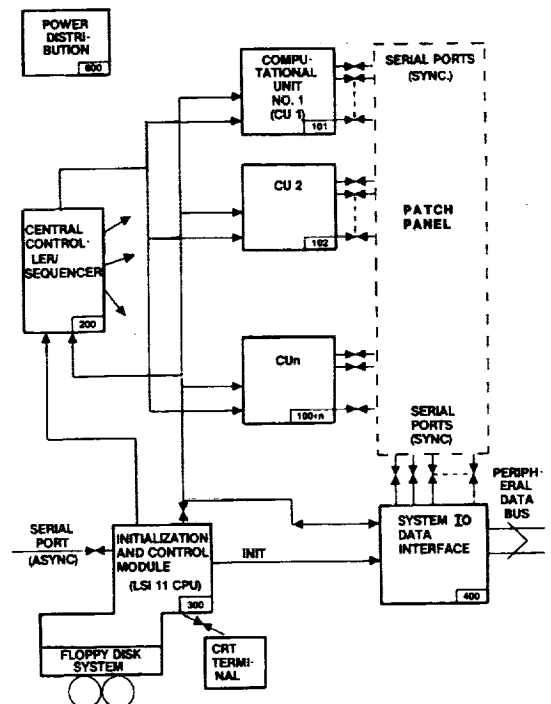 POWER
DISTRI-
BUTION
600
COMPU-
TATIONAL
UNIT
NO. 1
(CU 1)
101
SERIAL PORTS
(SYNC.)
CU 2
102
PATCH
PANEL
CENTRAL
CONTROL-
LER/
SEQUENCER
200
CUn
100+n
SERIAL
PORTS
(SYNC)
PERIPH-
ERAL
DATA
BUS
SERIAL
PORT
(ASYNC)
INITIALIZATION
AND CONTROL
MODULE
(LSI 11 CPU)
300
INIT
SYSTEM TO
DATA
INTERFACE
400
FLOPPY DISK
SYSTEM
CRT
TERMI-
NAL